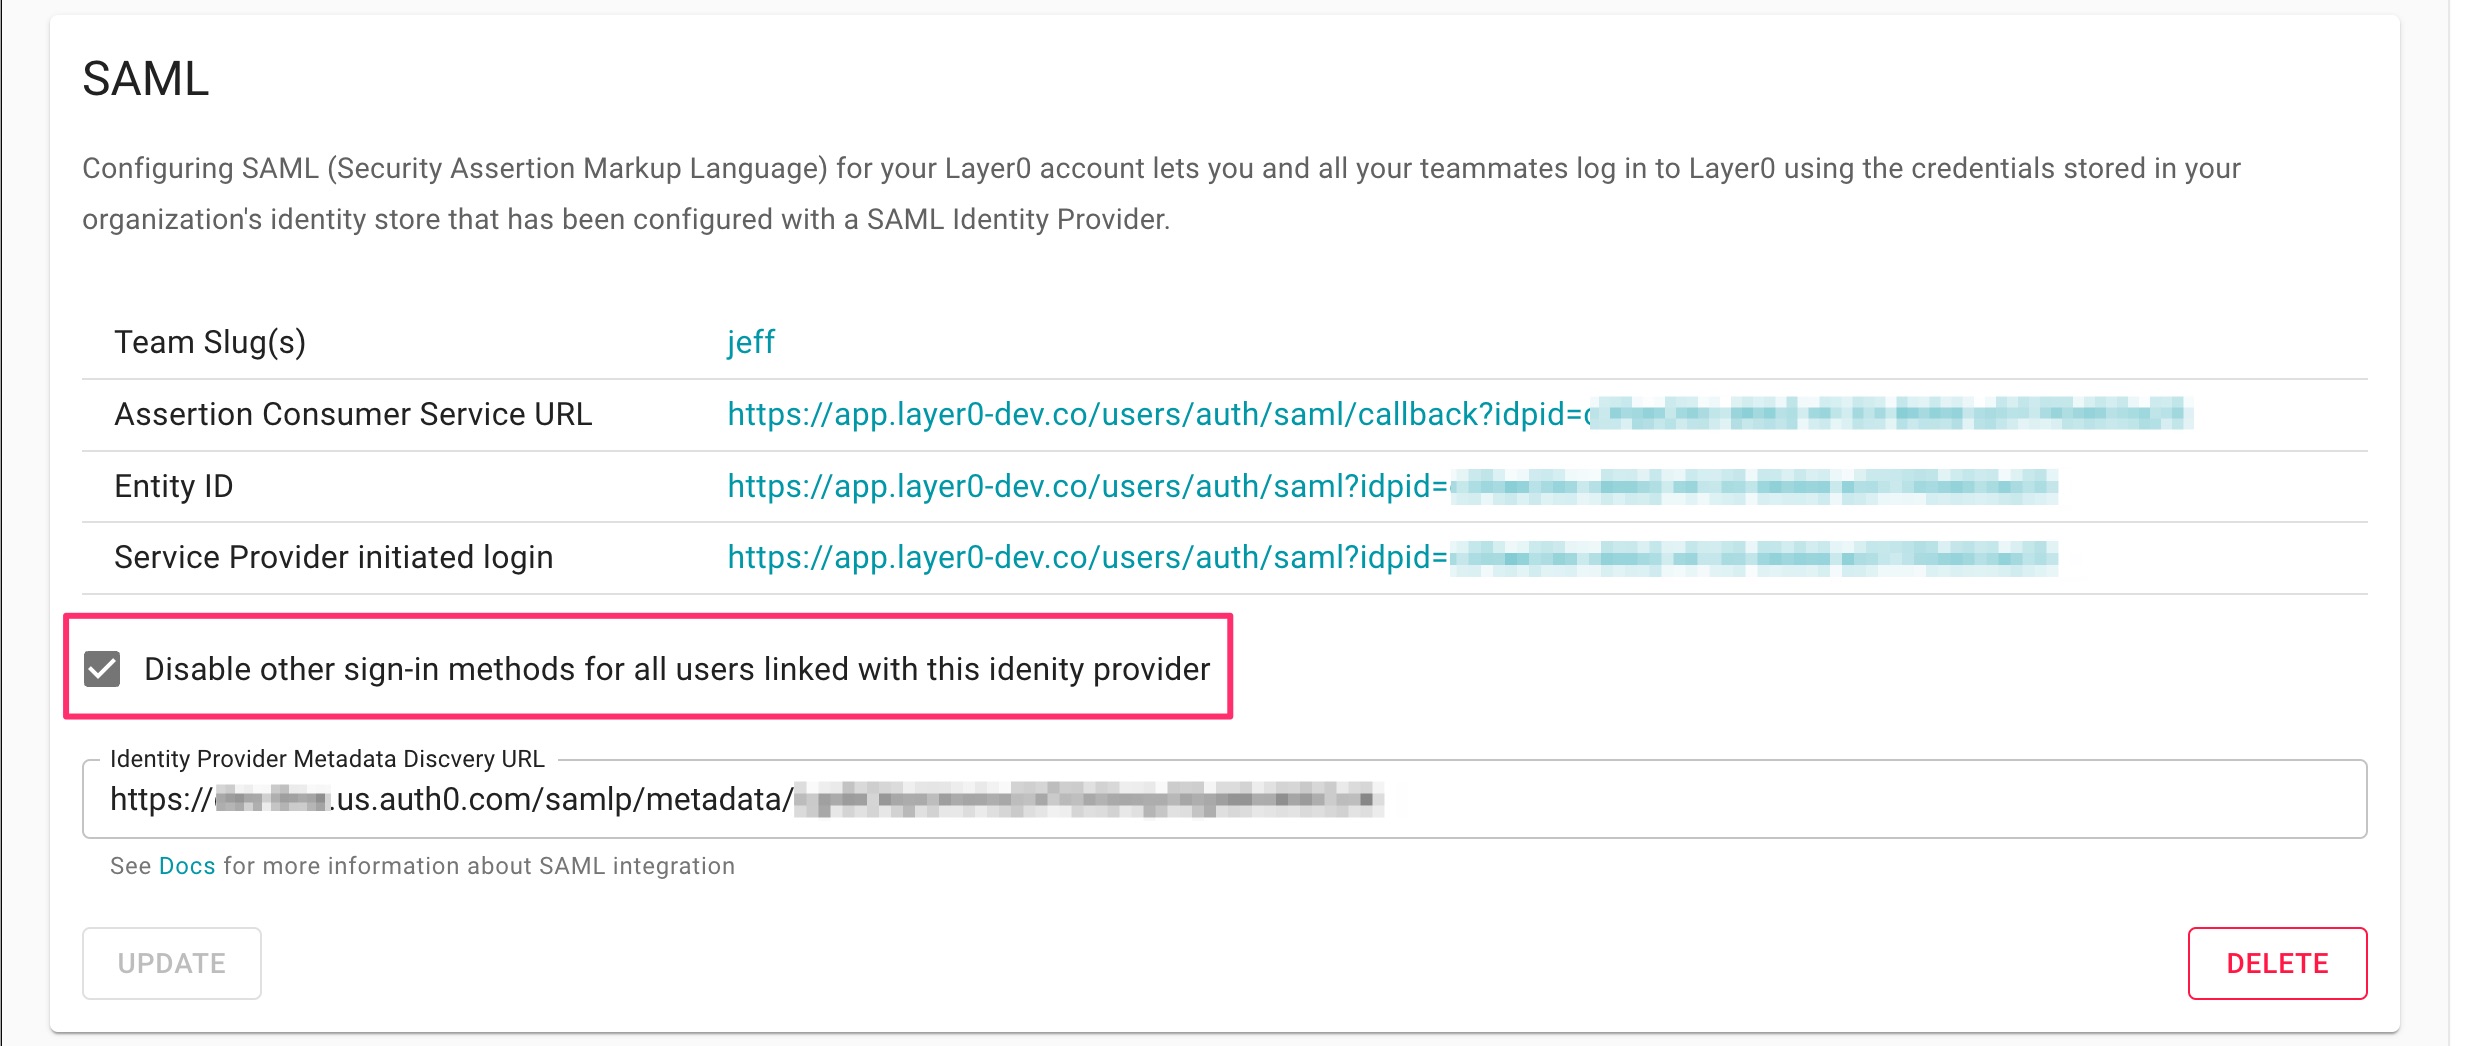 SAML
Configuring SAML (Security Assertion Markup Language) for your Layer0 account lets you and all your teammates log in to Layer0 using the credentials stored in your
organization's identity store that has been configured with a SAML Identity Provider.
Team Slug(s) jeff
Assertion Consumer Service URL https://app.layer0-dev.co/users/auth/saml/callback?idpid=
Entity ID https://app.layer0-dev.co/users/auth/saml?idpid=
Service Provider initiated login https://app.layer0-dev.co/users/auth/saml?idpid=
Disable other sign-in methods for all users linked with this idenity provider
Identity Provider Metadata Discvery URL
https:// .us.auth0.com/samlp/metadata/
See Docs for more information about SAML integration
UPDATE DELETE